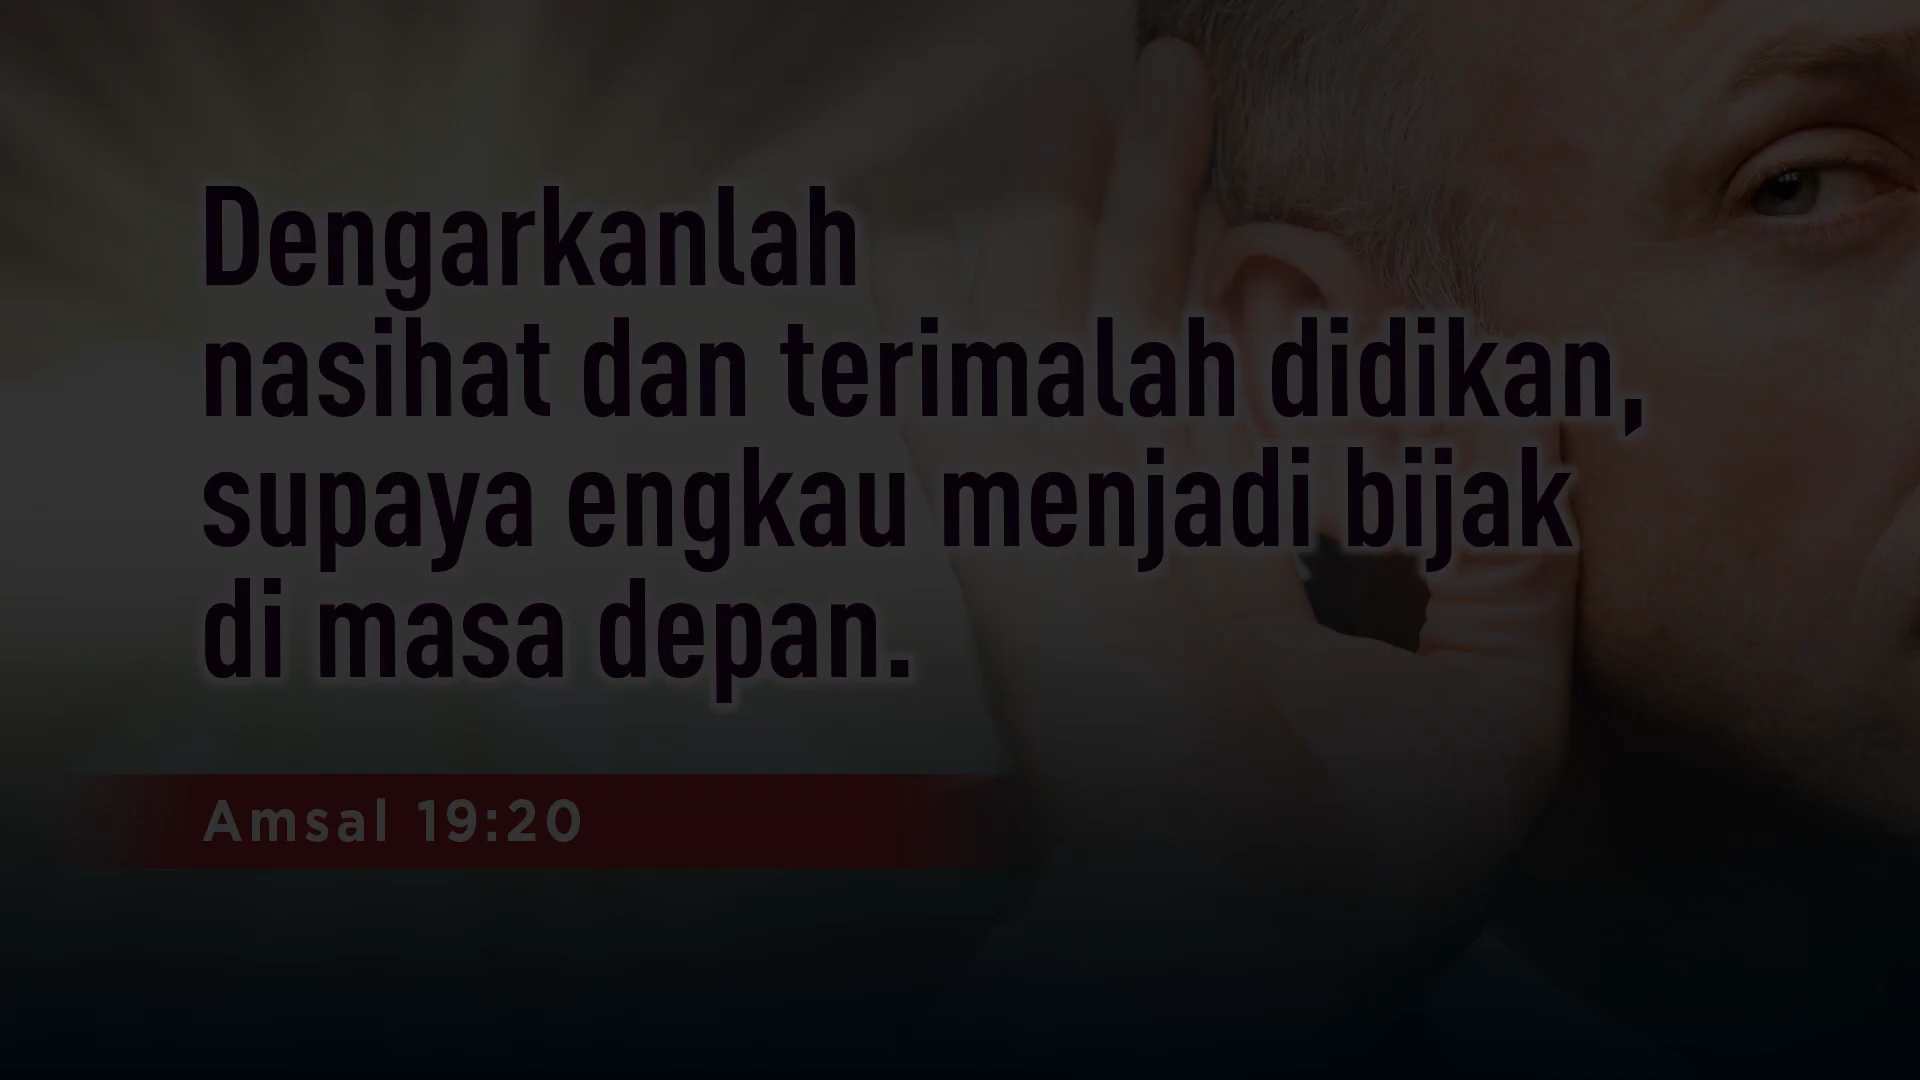 Dengarkanlah
nasihat dan terimalah didikan,
supaya engkau menjadi bijak
di masa depan.
Amsal 19:20